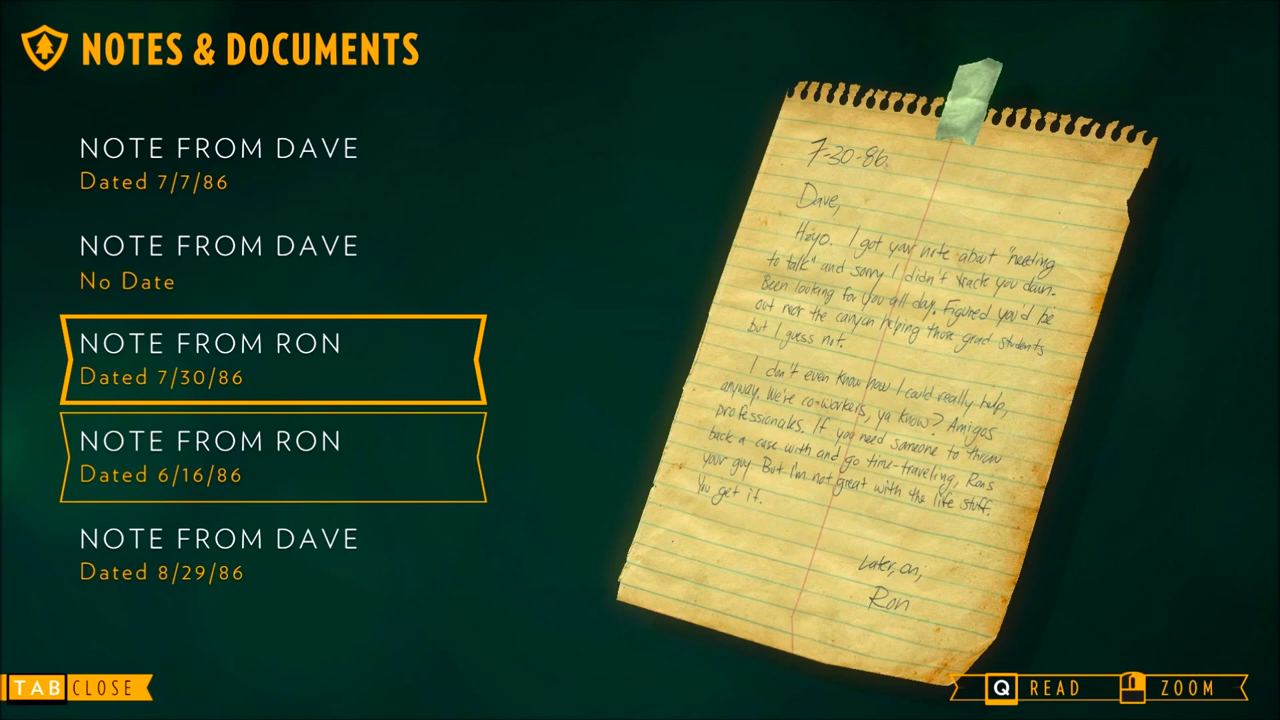 NOTES & DOCUMENTS
NOTE FROM DAVE
Dated 7/7/86
NOTE FROM DAVE
No Date
NOTE FROM RON
Dated 7/30/86
NOTE FROM RON
Dated 6/16/86
NOTE FROM DAVE
Dated 8/29/86
7-30-86.
Dave,
Heyo. I got your note about "needing
to talk" and sorry I didn't track you down.
Been looking for you all day. Figured you'd be
out near the canyon helping those grad students
but I guess not.
I don't even know how I could really help,
anyway. We're co-workers, ya know? Amigos
professionales. If you need someone to throw
back a case with and go time-traveling, Rons
your guy. But I'm not great with the life stuff.
You get it.
Later, on,
Ron
TAB CLOSE
Q READ
ZOOM